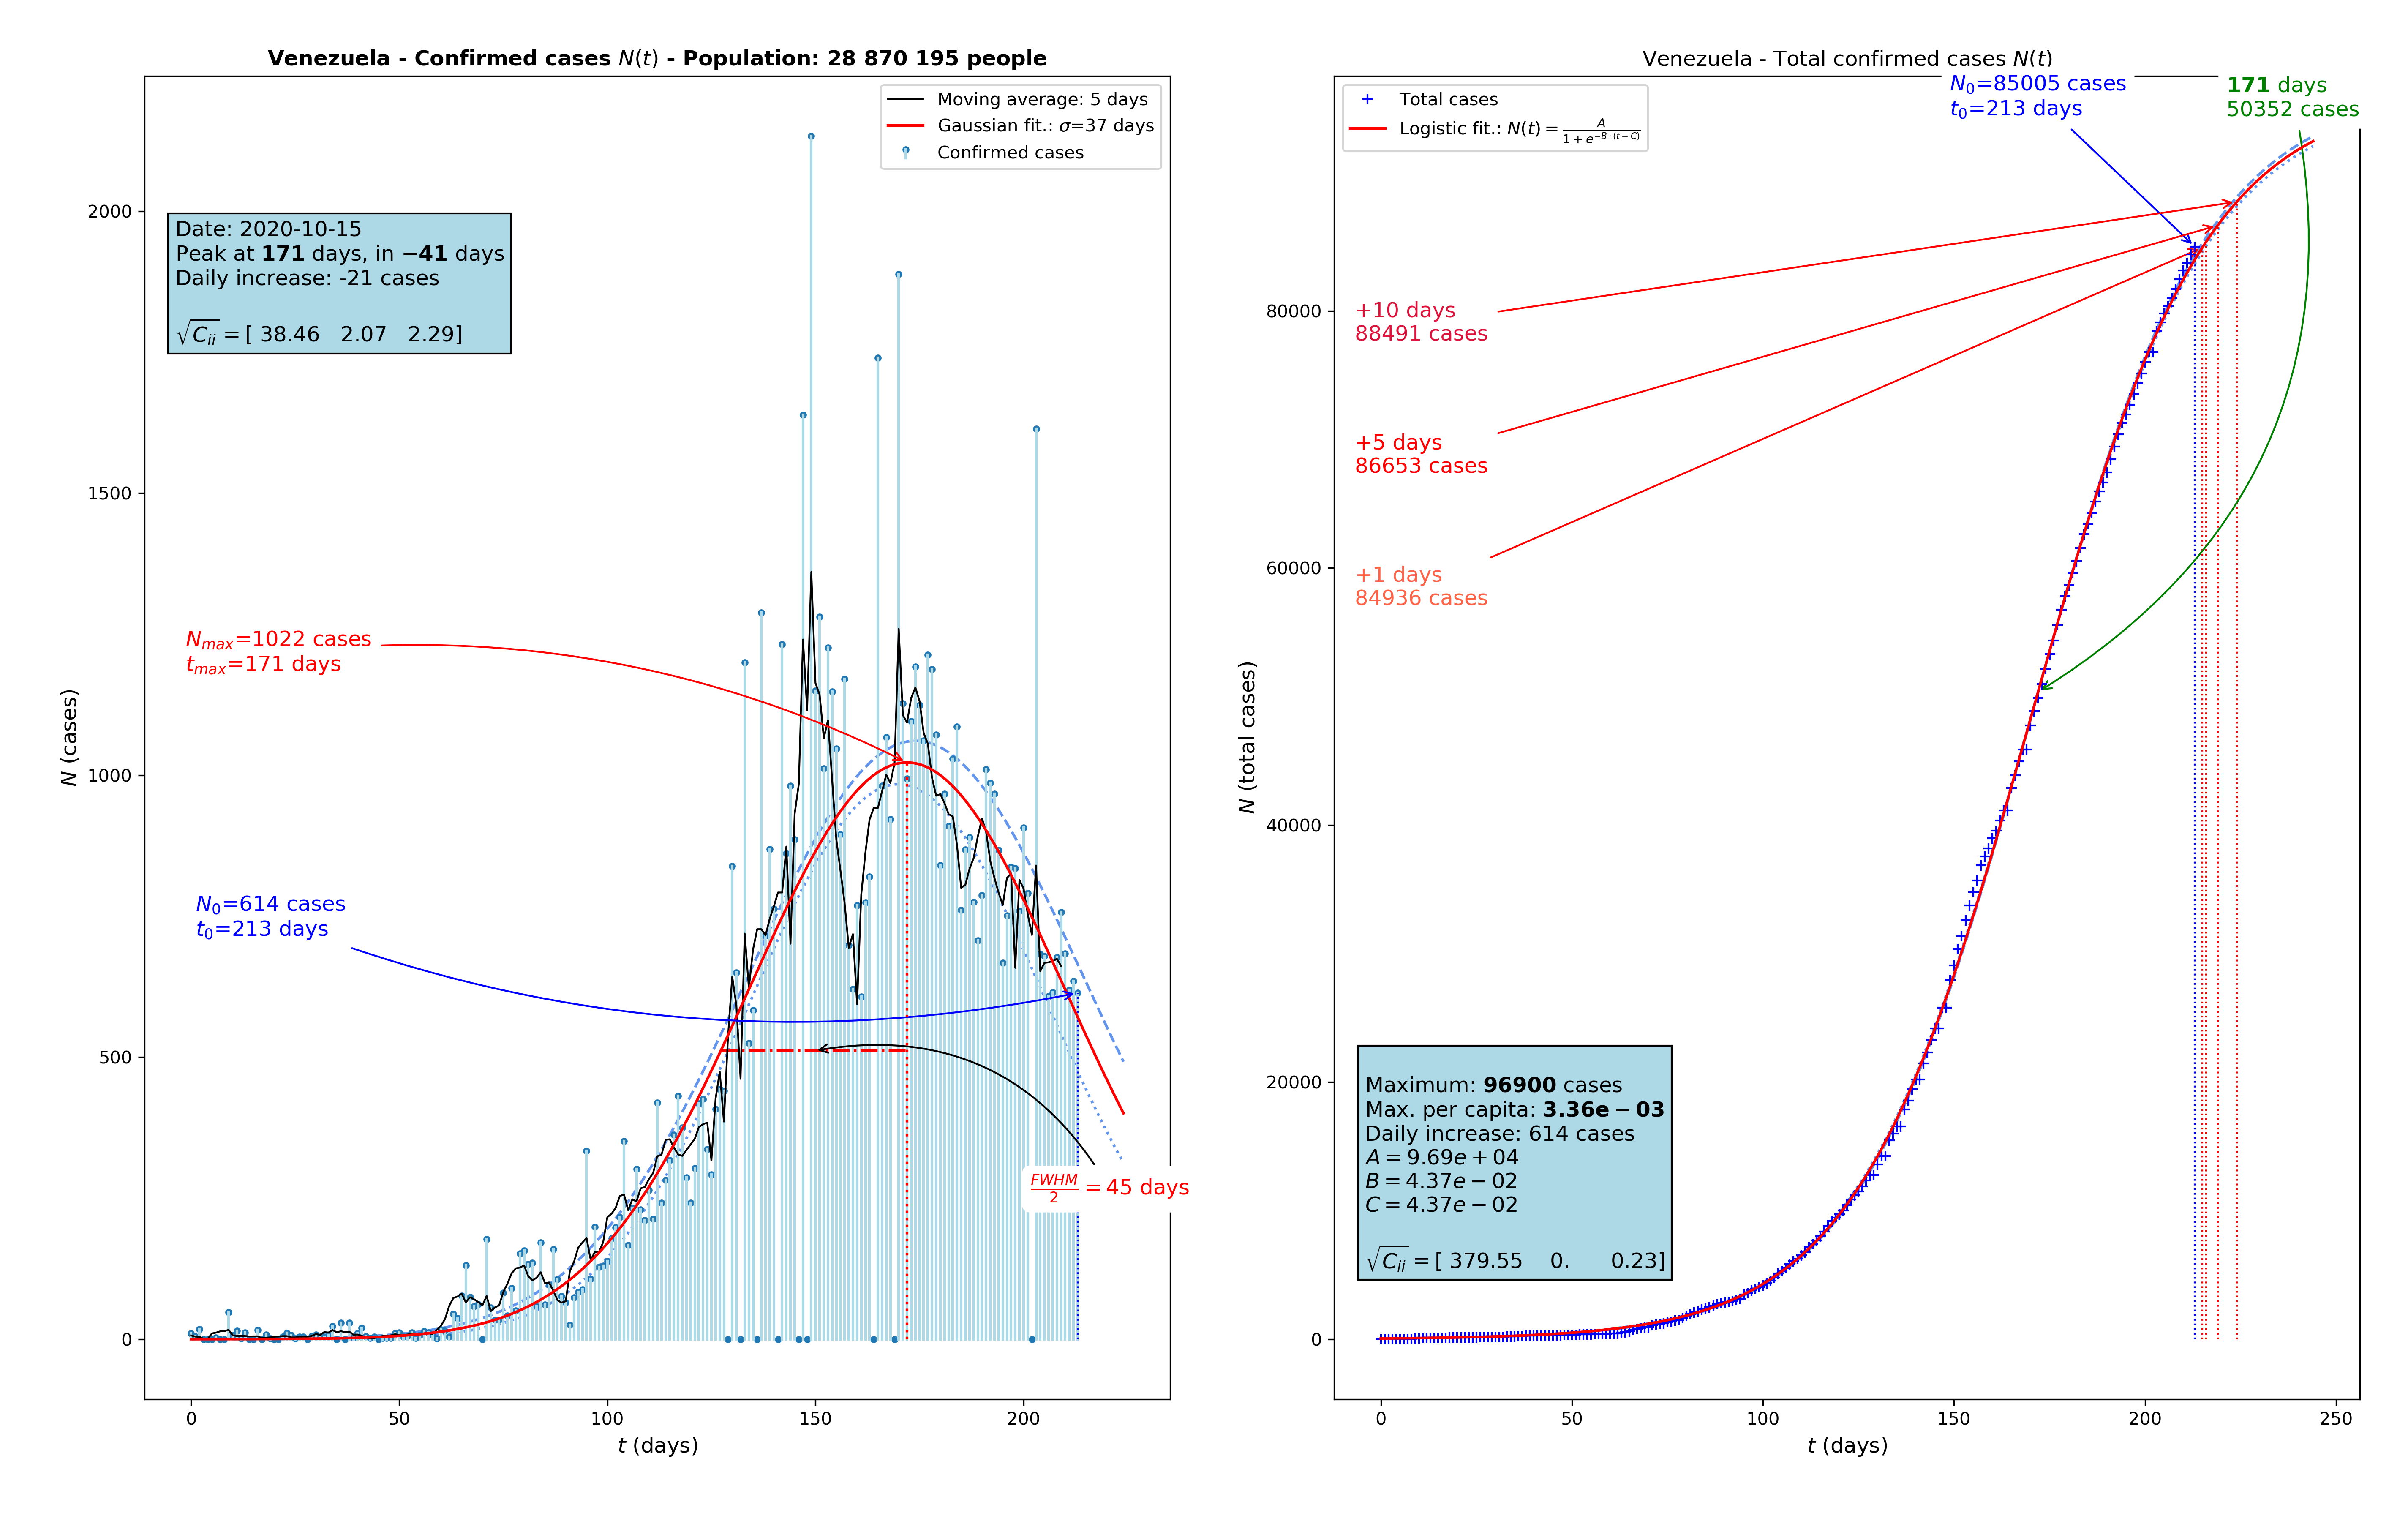 Venezuela - Confirmed cases N(t) - Population: 28 870 195 people
Moving average: 5 days
Gaussian fit.: σ=37 days
Confirmed cases
Date: 2020-10-15
Peak at 171 days, in −41 days
Daily increase: -21 cases
√C_ii = [ 38.46 2.07 2.29]
N_max=1022 cases
t_max=171 days
N_0=614 cases
t_0=213 days
FWHM/2 = 45 days
N (cases)
2000
1500
1000
500
0
0 50 100 150 200
t (days)
Venezuela - Total confirmed cases N(t)
Total cases
Logistic fit.: N(t) = A/(1+e^{−B·(t−C)})
N_0=85005 cases
t_0=213 days
171 days
50352 cases
+10 days
88491 cases
+5 days
86653 cases
+1 days
84936 cases
Maximum: 96900 cases
Max. per capita: 3.36e − 03
Daily increase: 614 cases
A = 9.69e + 04
B = 4.37e − 02
C = 4.37e − 02
√C_ii = [ 379.55 0. 0.23]
N (total cases)
80000
60000
40000
20000
0
0 50 100 150 200 250
t (days)